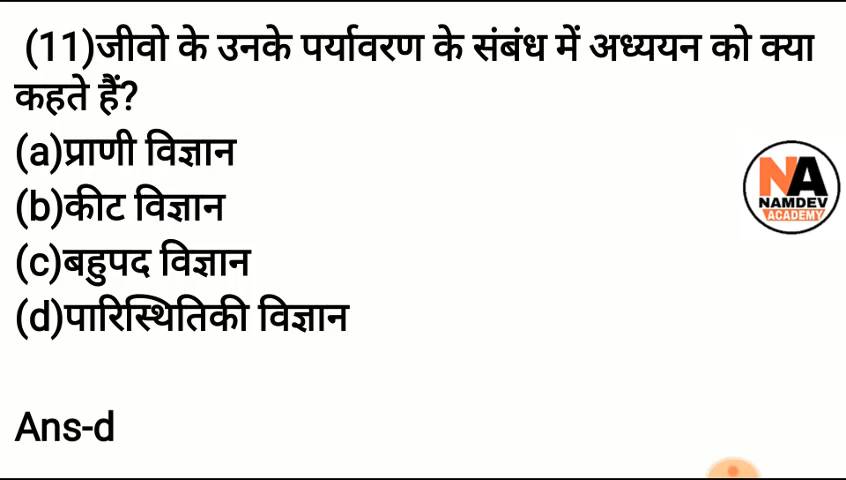 (11)जीवो के उनके पर्यावरण के संबंध में अध्ययन को क्या
कहते हैं?
(a)प्राणी विज्ञान
(b)कीट विज्ञान
(c)बहुपद विज्ञान
(d)पारिस्थितिकी विज्ञान
NA
NAMDEV
ACADEMY
Ans-d